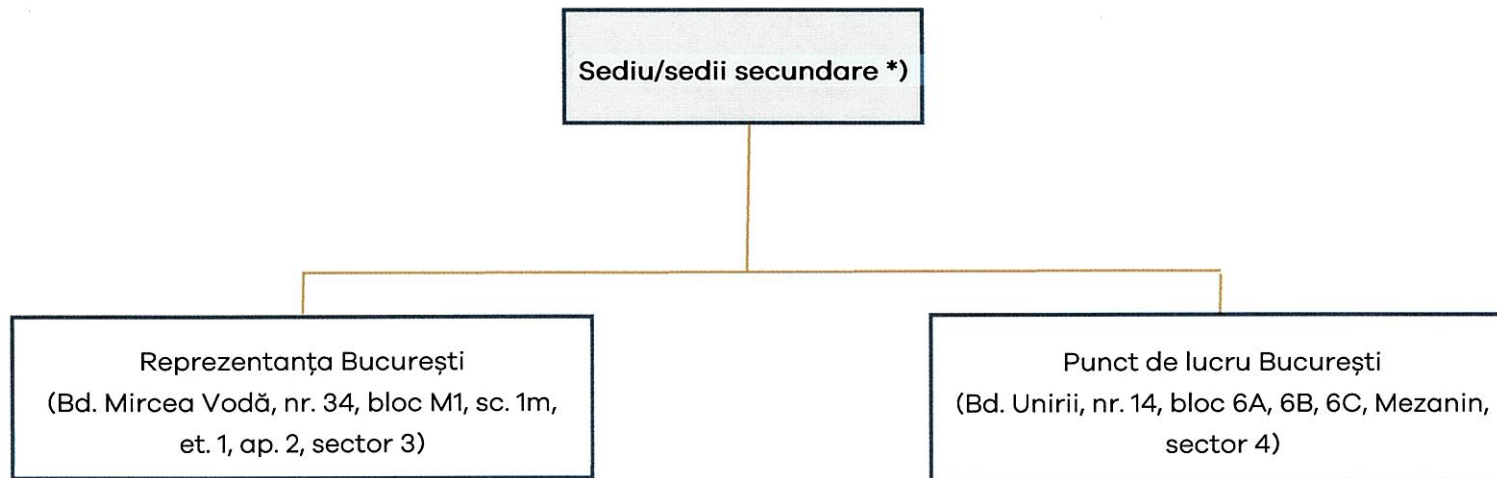 Sediu/sedii secundare *)
Reprezentanța București
(Bd. Mircea Vodă, nr. 34, bloc M1, sc. 1m,
et. 1, ap. 2, sector 3)
Punct de lucru București
(Bd. Unirii, nr. 14, bloc 6A, 6B, 6C, Mezanin,
sector 4)